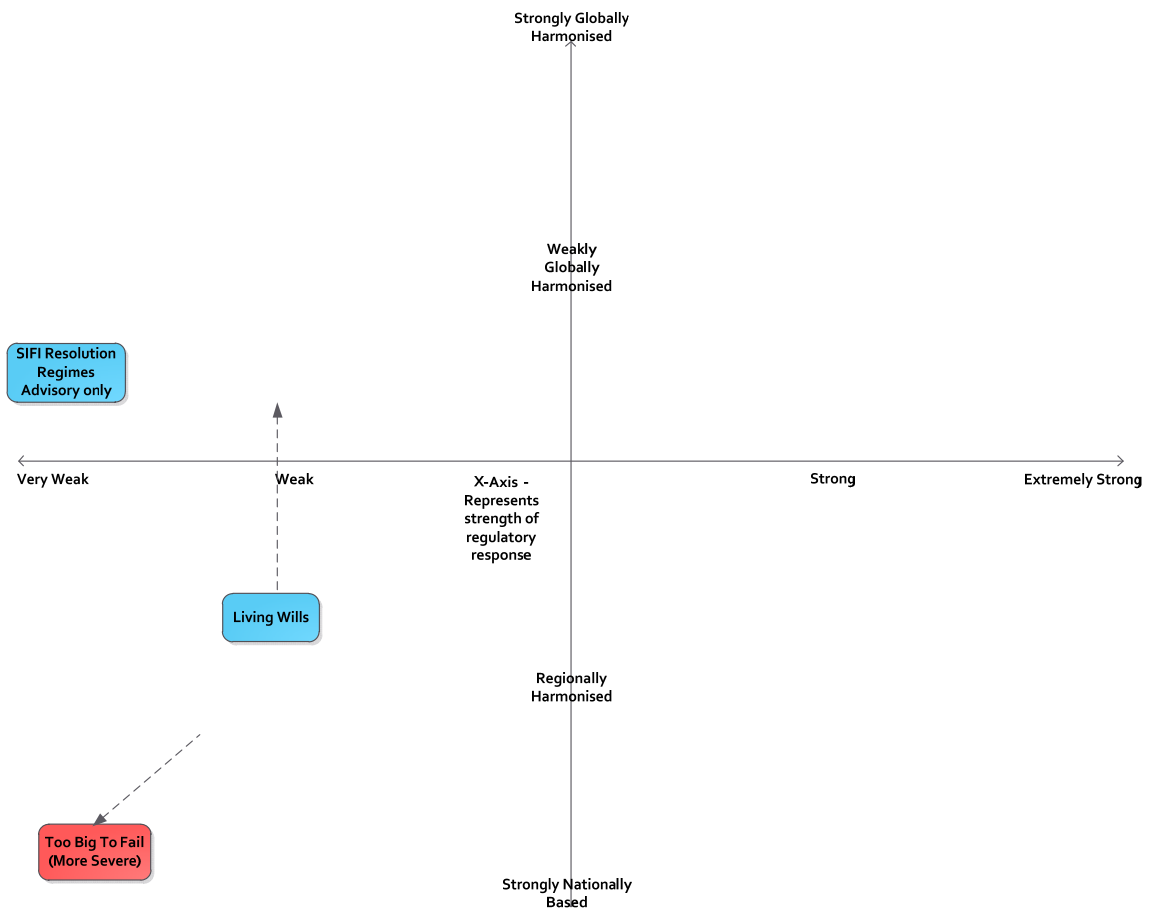 Strongly Globally
Harmonised
Weakly
Globally
Harmonised
SIFI Resolution
Regimes
Advisory only
Very Weak
Weak
X-Axis -
Represents
strength of
regulatory
response
Strong
Extremely Strong
Living Wills
Regionally
Harmonised
Too Big To Fail
(More Severe)
Strongly Nationally
Based